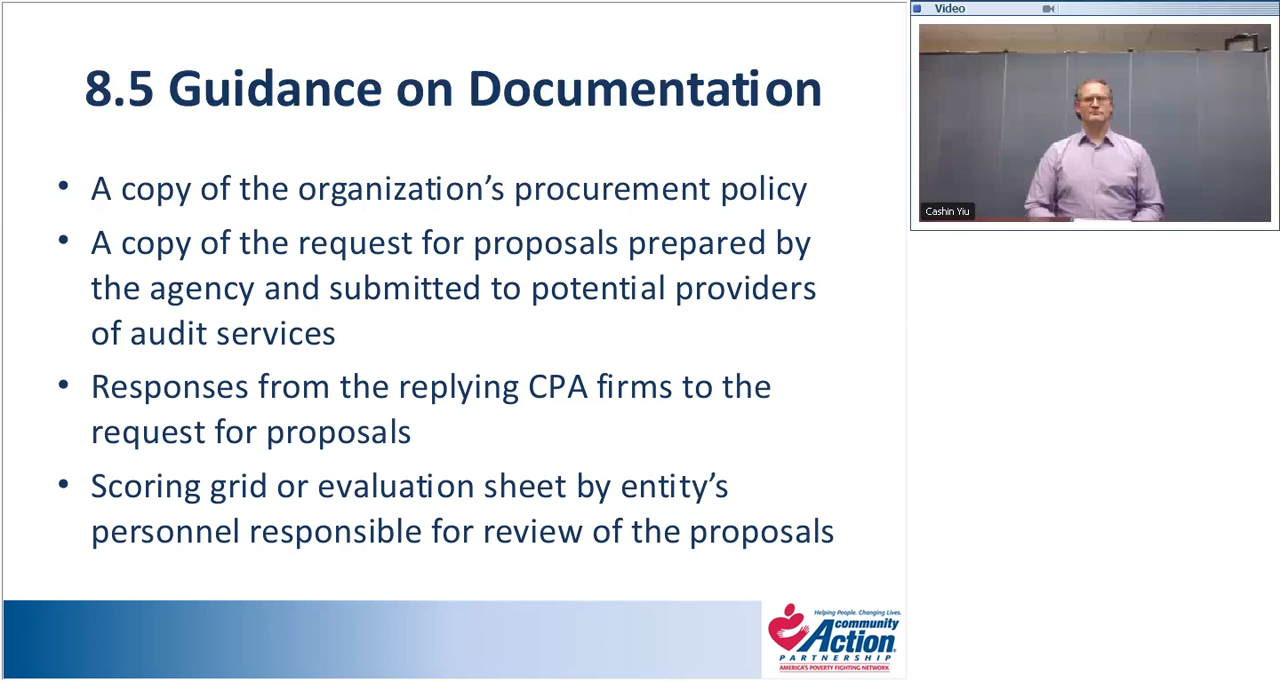 8.5 Guidance on Documentation
• A copy of the organization’s procurement policy
• A copy of the request for proposals prepared by
the agency and submitted to potential providers
of audit services
• Responses from the replying CPA firms to the
request for proposals
• Scoring grid or evaluation sheet by entity’s
personnel responsible for review of the proposals
Helping People. Changing Lives.
community
Action
PARTNERSHIP
AMERICA'S POVERTY FIGHTING NETWORK
Video
Cashin Yiu